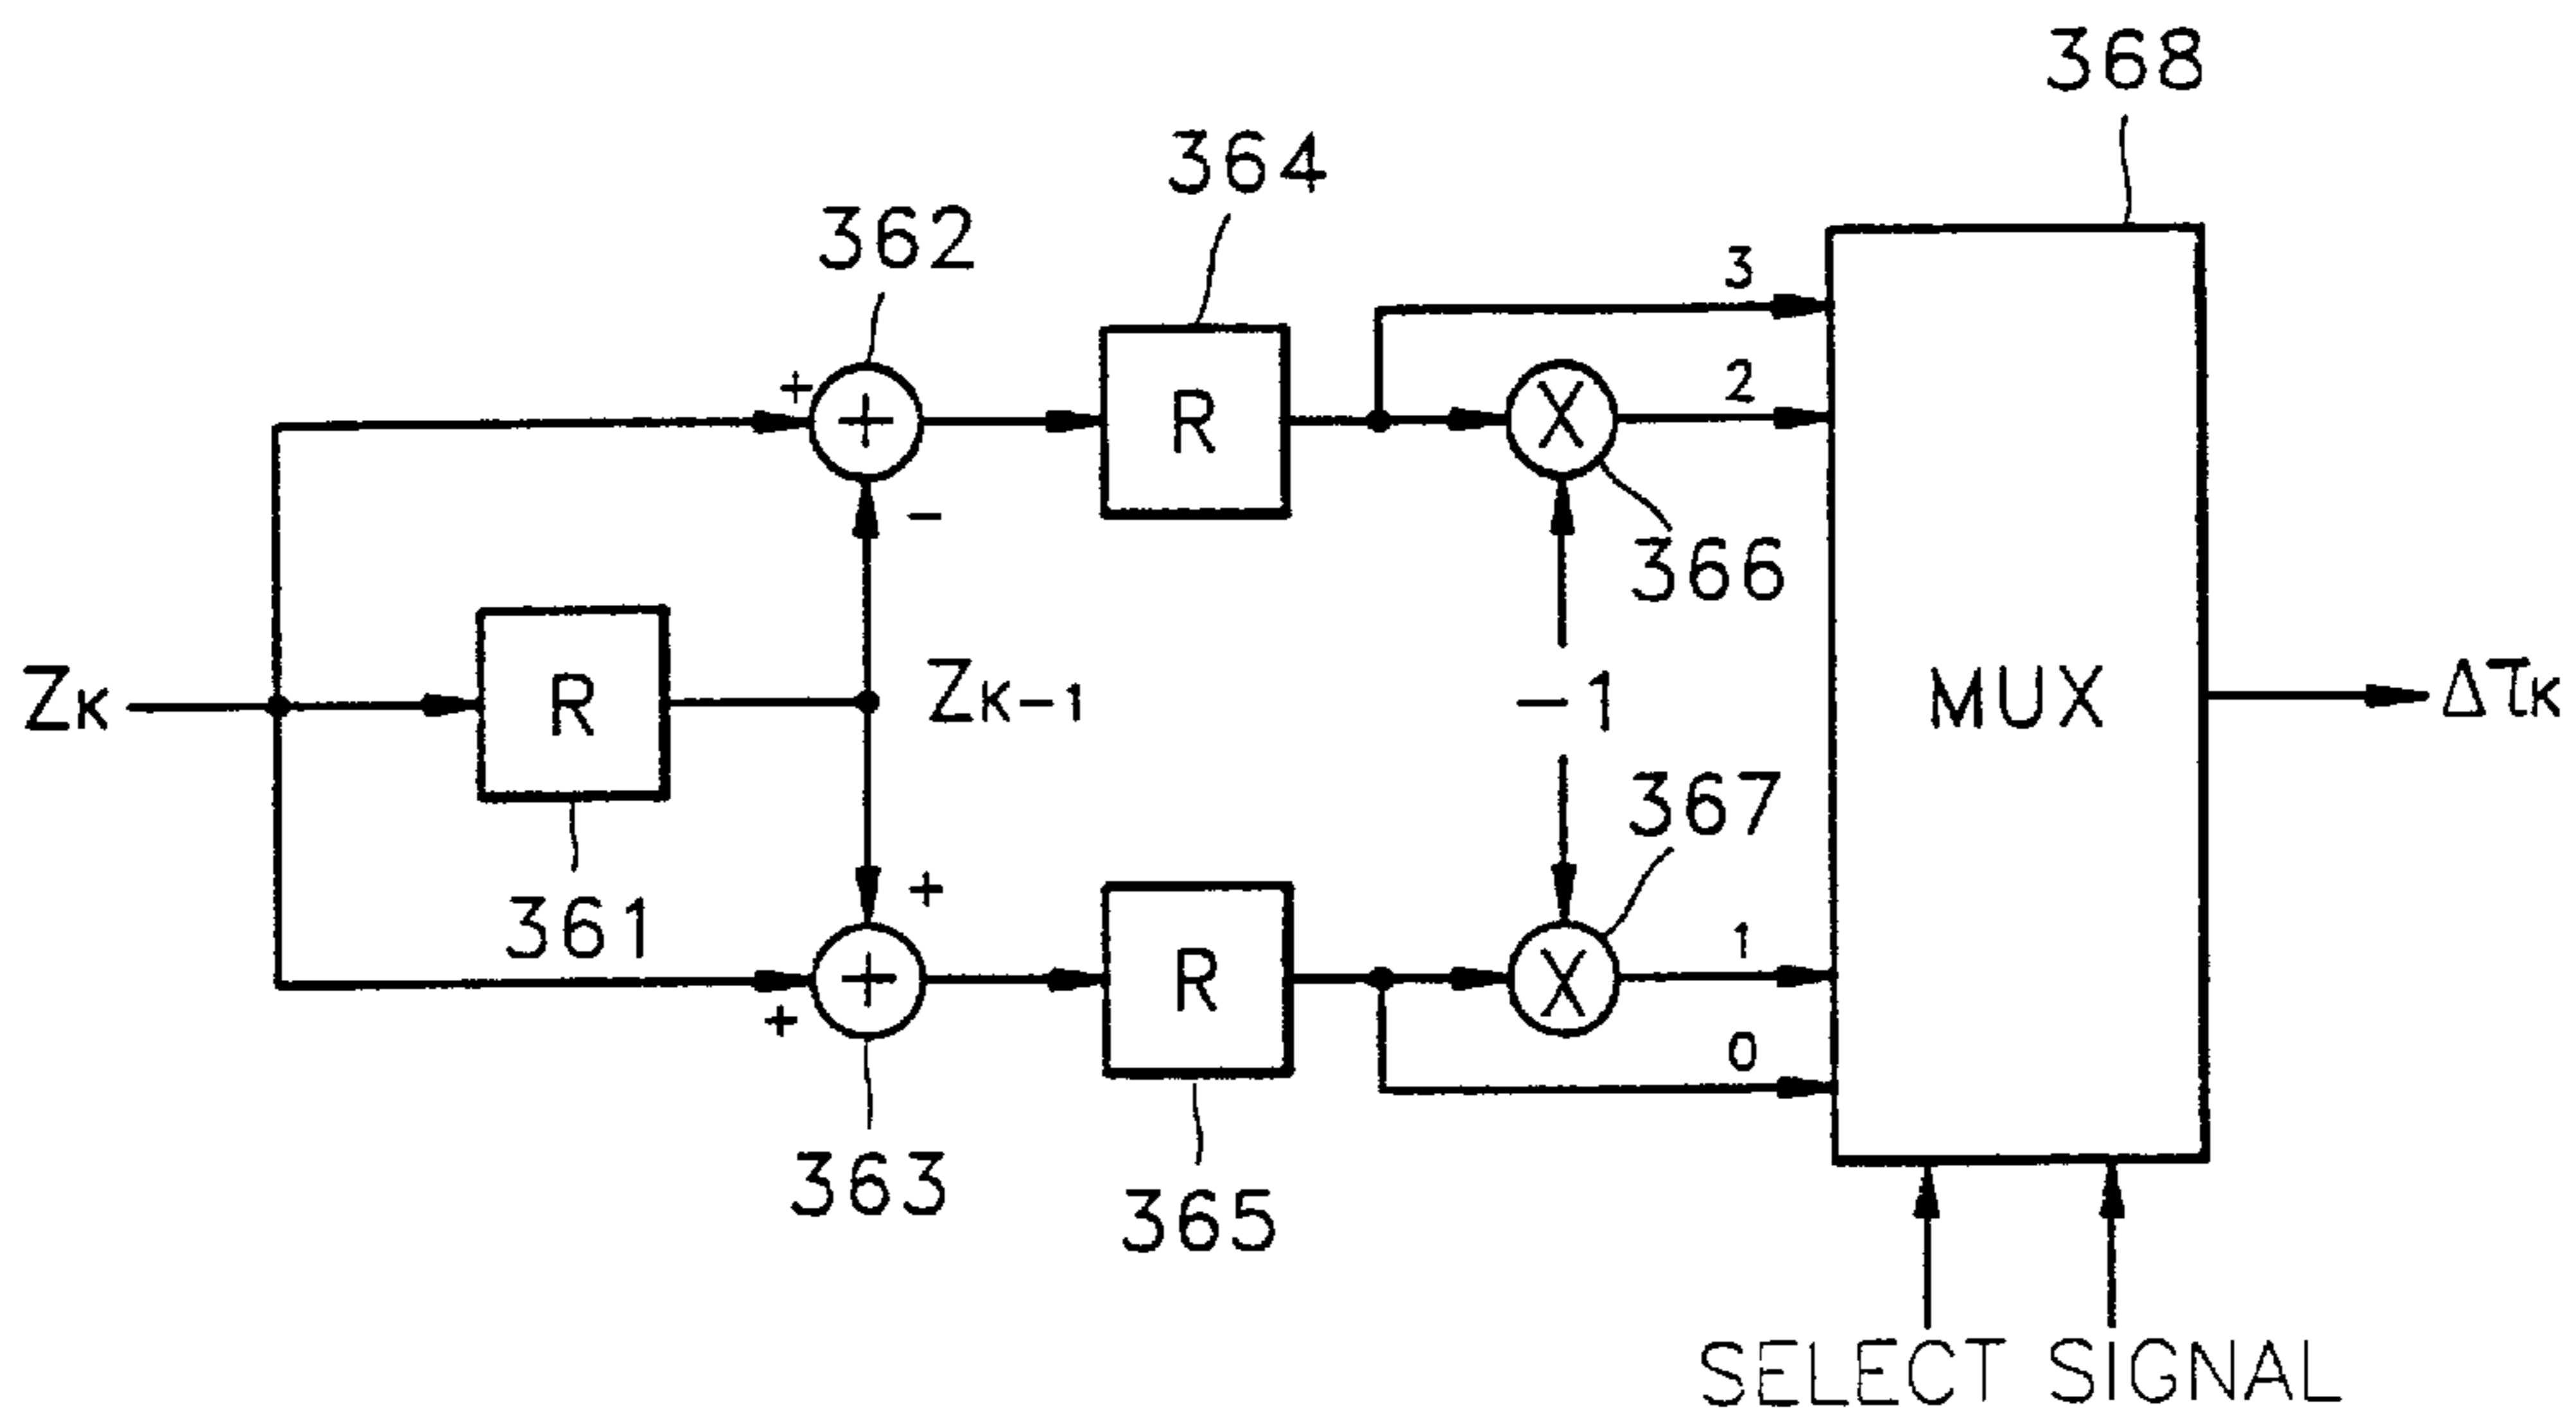 368
364
362
3
+
+
R
X
2
-
366
ZK
R
ZK-1
-1
MUX
ΔτK
361
367
+
+
+
R
X
1
0
363
365
SELECT SIGNAL